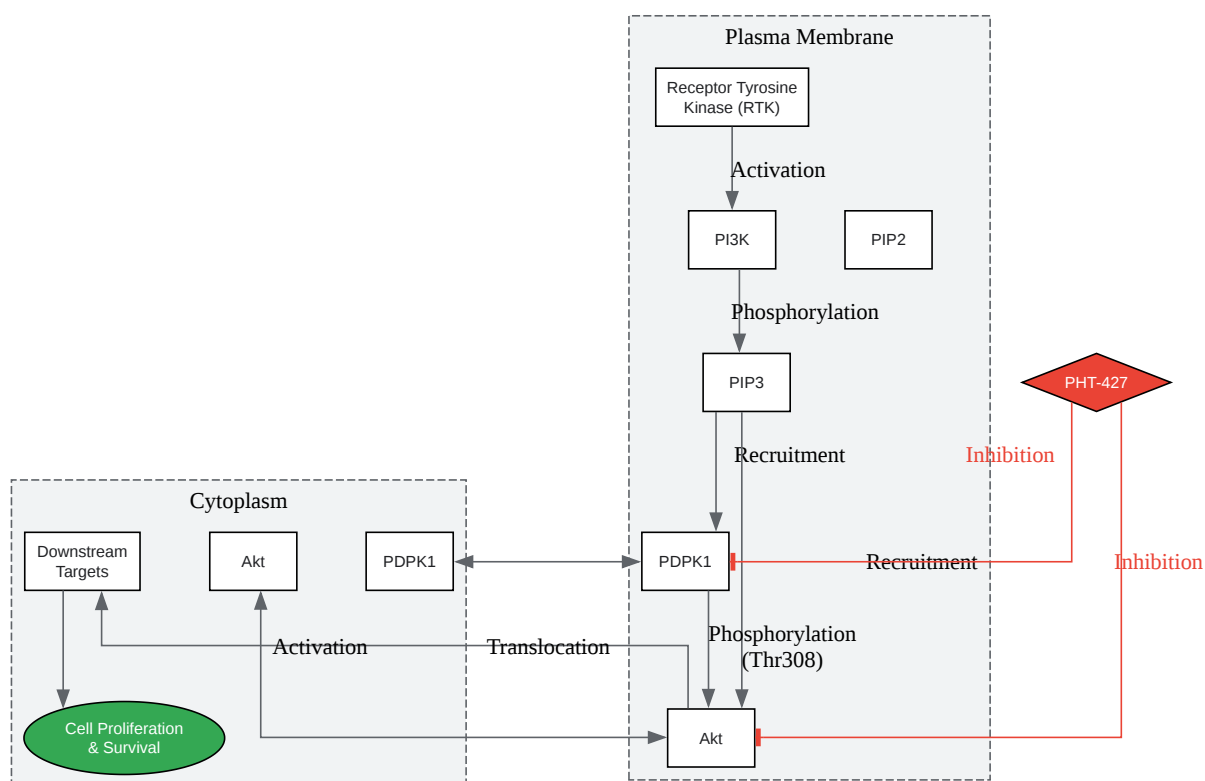 Plasma Membrane
Receptor Tyrosine
Kinase (RTK)
Activation
PI3K
PIP2
Phosphorylation
PIP3
PHT-427
Recruitment
Inhibition
Cytoplasm
Downstream
Targets
Akt
PDPK1
PDPK1
Recruitment
Inhibition
Activation
Translocation
Phosphorylation
(Thr308)
Cell Proliferation
& Survival
Akt